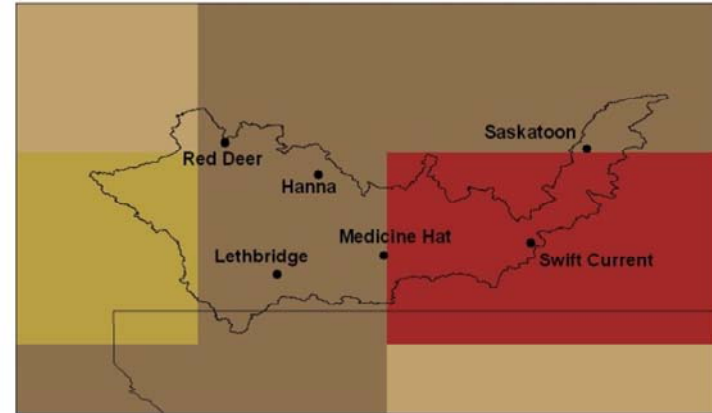 Saskatoon
Red Deer
Hanna
Medicine Hat
Lethbridge
Swift Current